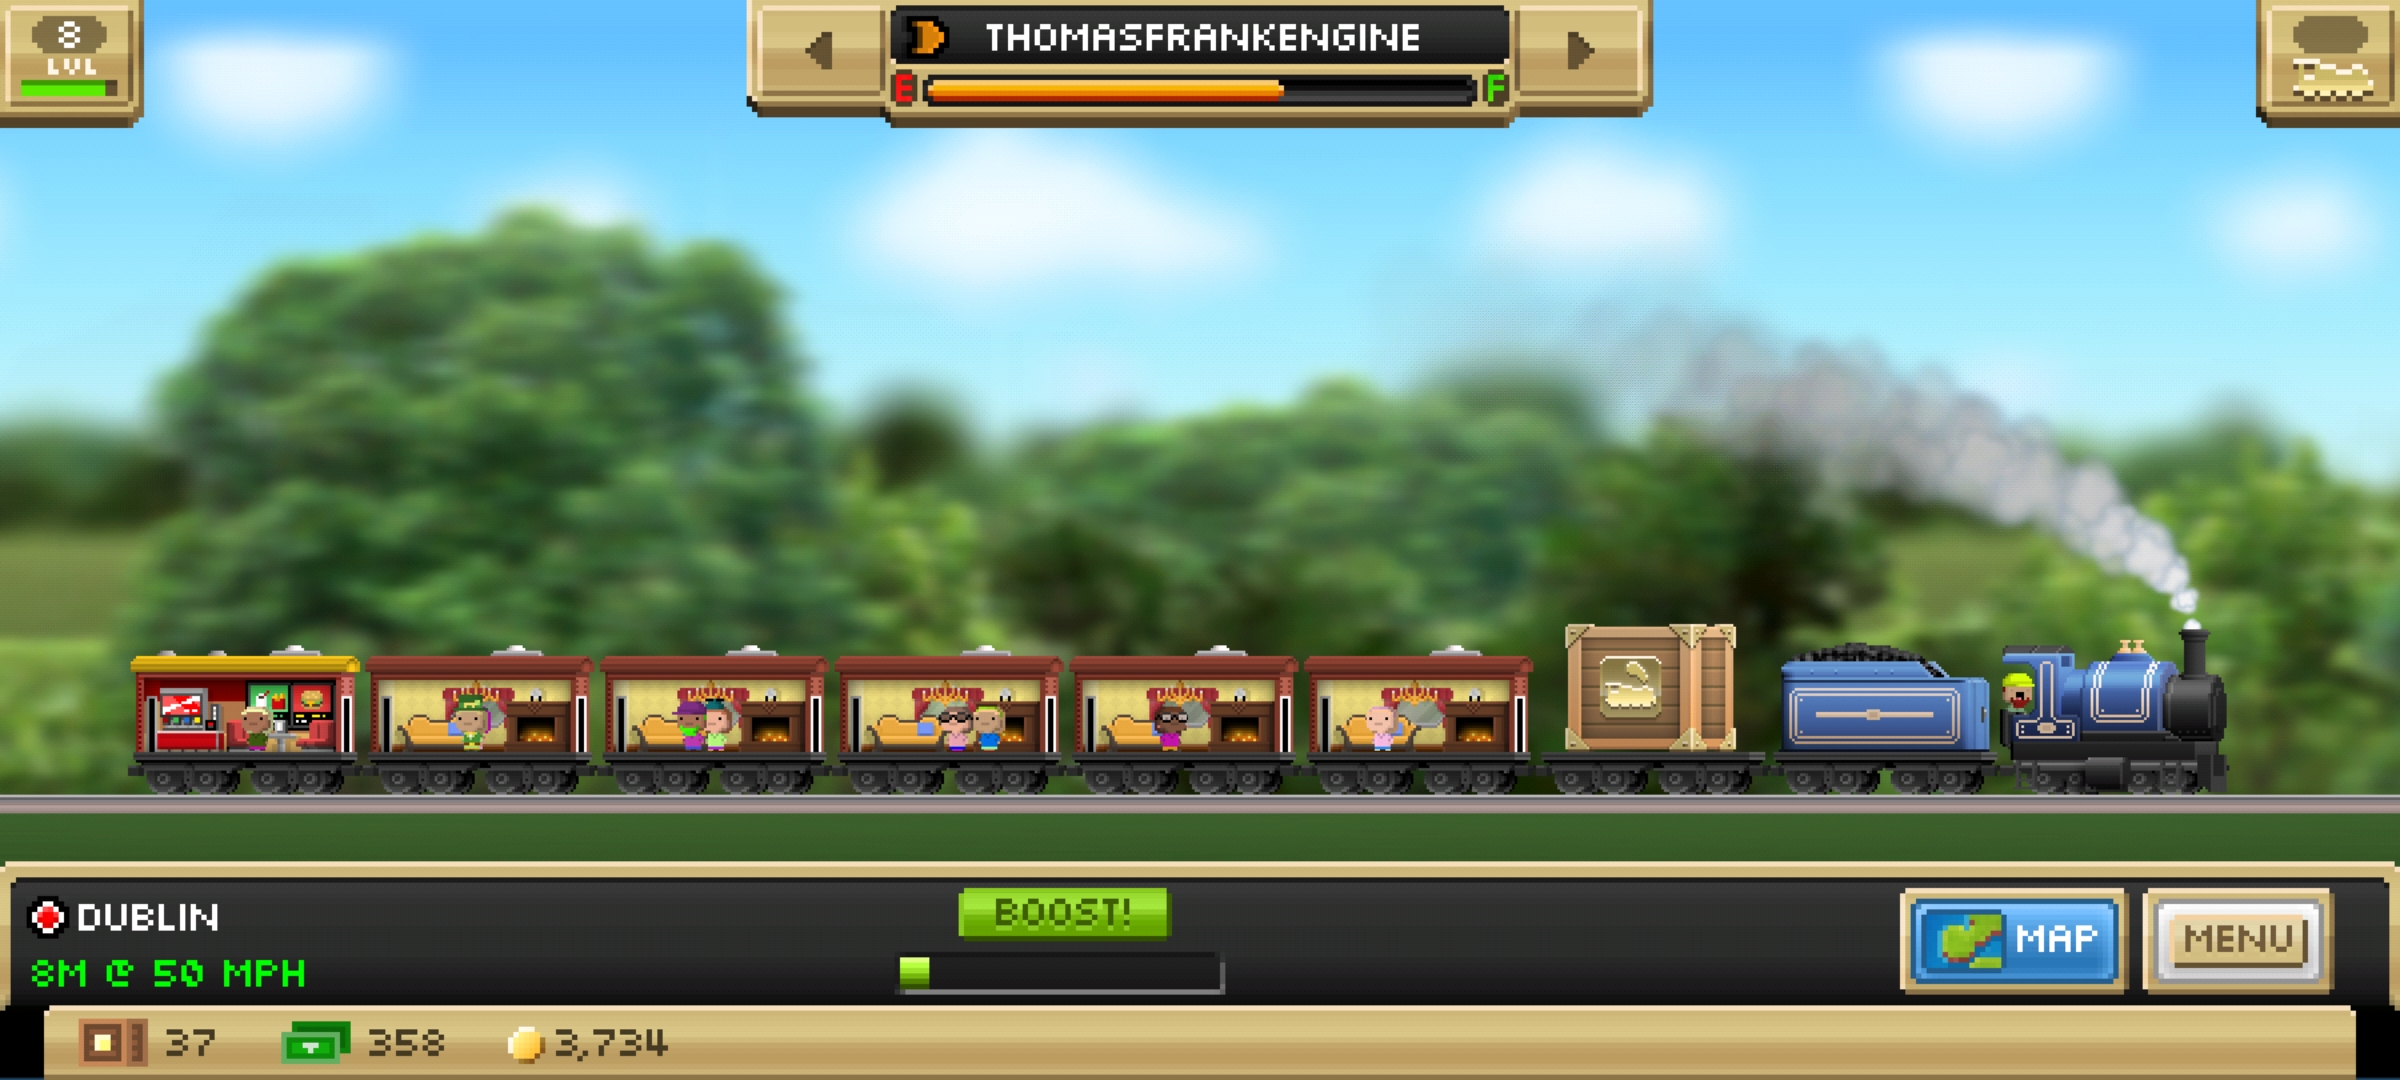 8
LVL
THOMASFRANKENGINE
E F
DUBLIN
8M @ 50 MPH
BOOST!
MAP
MENU
37
358
3,734